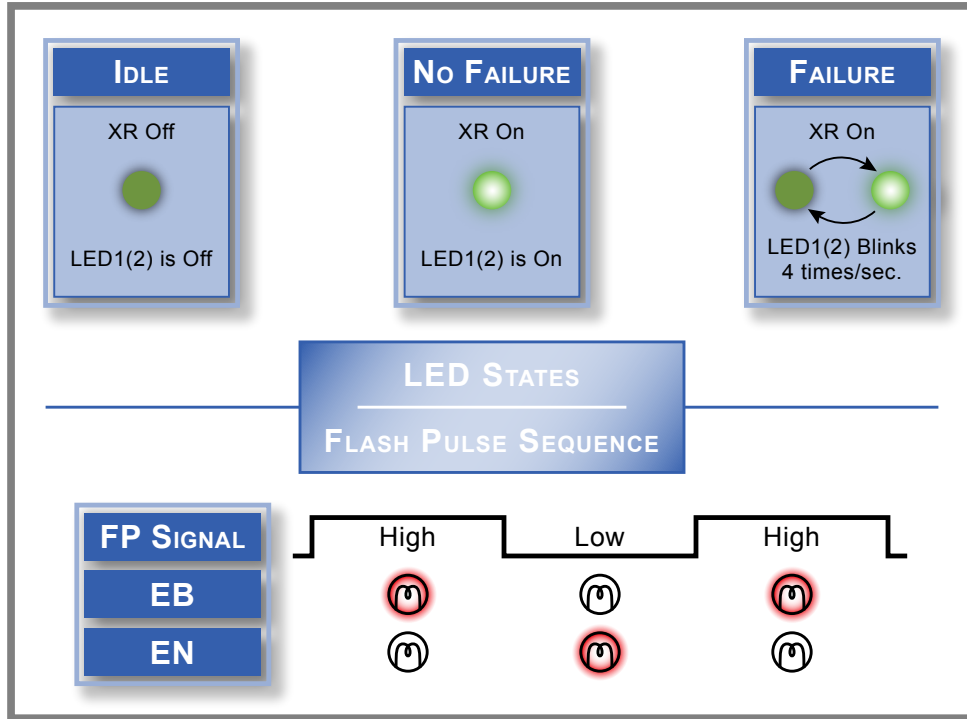 IDLE
XR Off
LED1(2) is Off
NO FAILURE
XR On
LED1(2) is On
FAILURE
XR On
LED1(2) Blinks
4 times/sec.
LED STATES
FLASH PULSE SEQUENCE
FP SIGNAL
High
Low
High
EB
EN